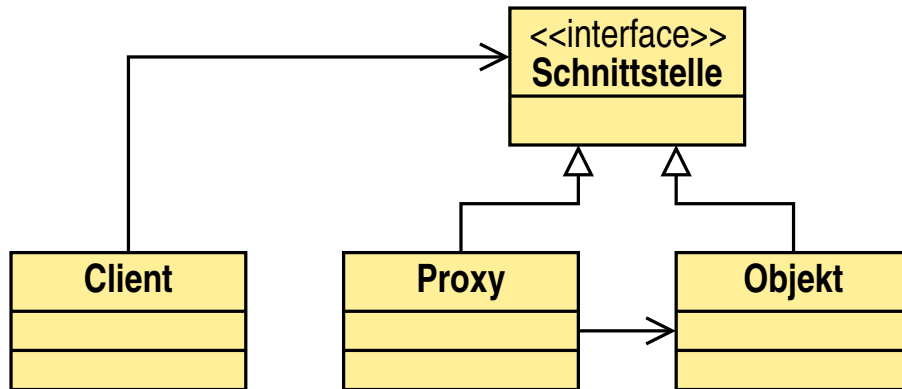 <<interface>>
Schnittstelle
Client
Proxy
Objekt